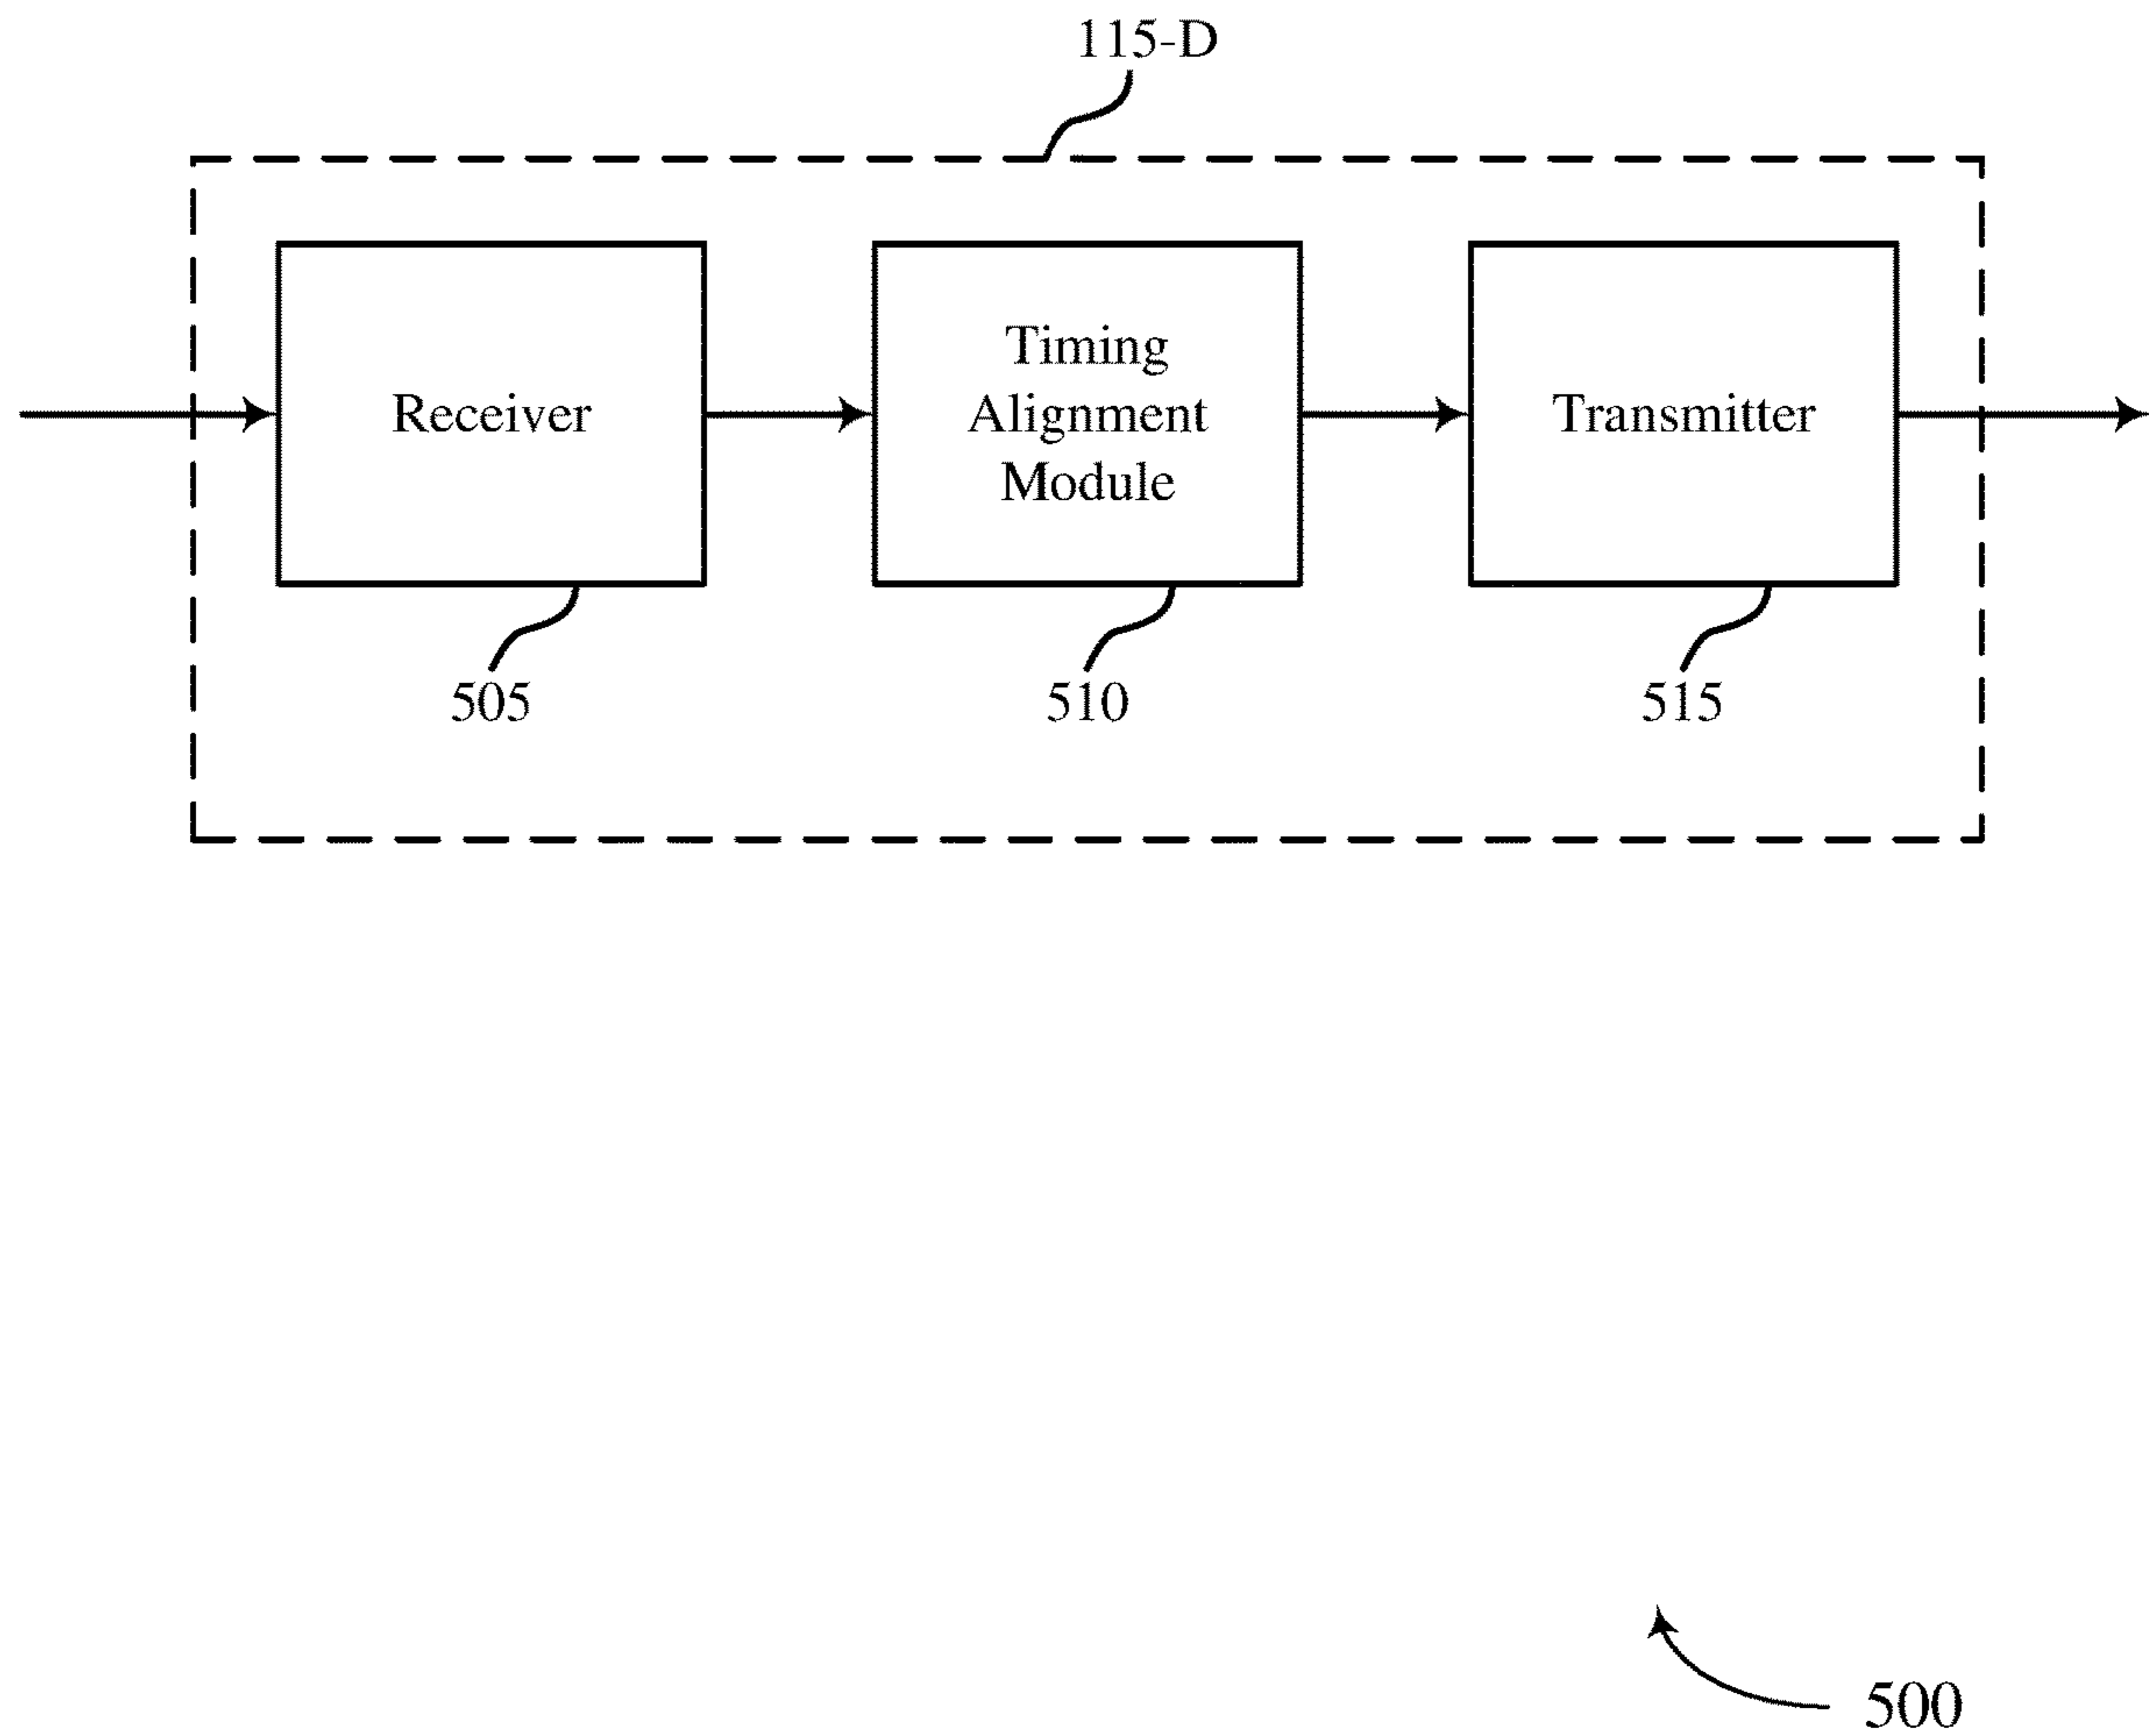 115-D
Receiver
Timing
Alignment
Module
Transmitter
505
510
515
500